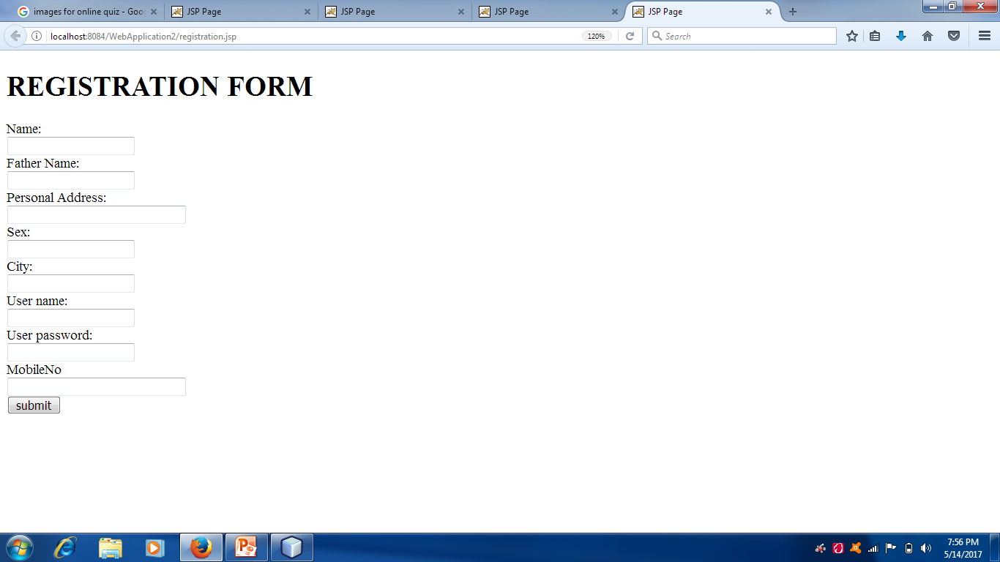 images for online quiz - Goog
JSP Page
JSP Page
JSP Page
JSP Page
localhost:8084/WebApplication2/registration.jsp
120%
Search
REGISTRATION FORM
Name:
Father Name:
Personal Address:
Sex:
City:
User name:
User password:
MobileNo
submit
7:56 PM
5/14/2017